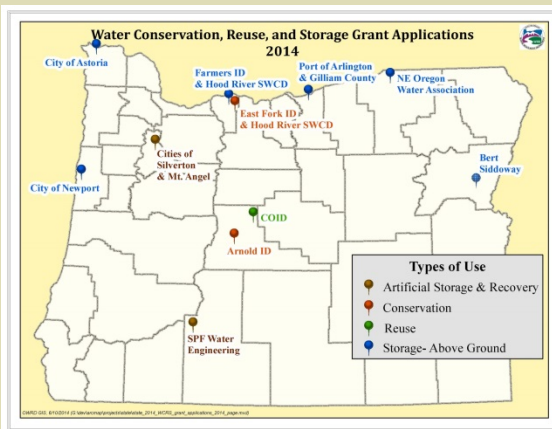 Water Conservation, Reuse, and Storage Grant Applications
2014
City of Astoria
Farmers ID
& Hood River SWCD
Port of Arlington
& Gilliam County
NE Oregon
Water Association
East Fork ID
& Hood River SWCD
Cities of
Silverton
& Mt. Angel
Bert
Siddoway
City of Newport
COID
Arnold ID
SPF Water
Engineering
Types of Use
Artificial Storage & Recovery
Conservation
Reuse
Storage- Above Ground